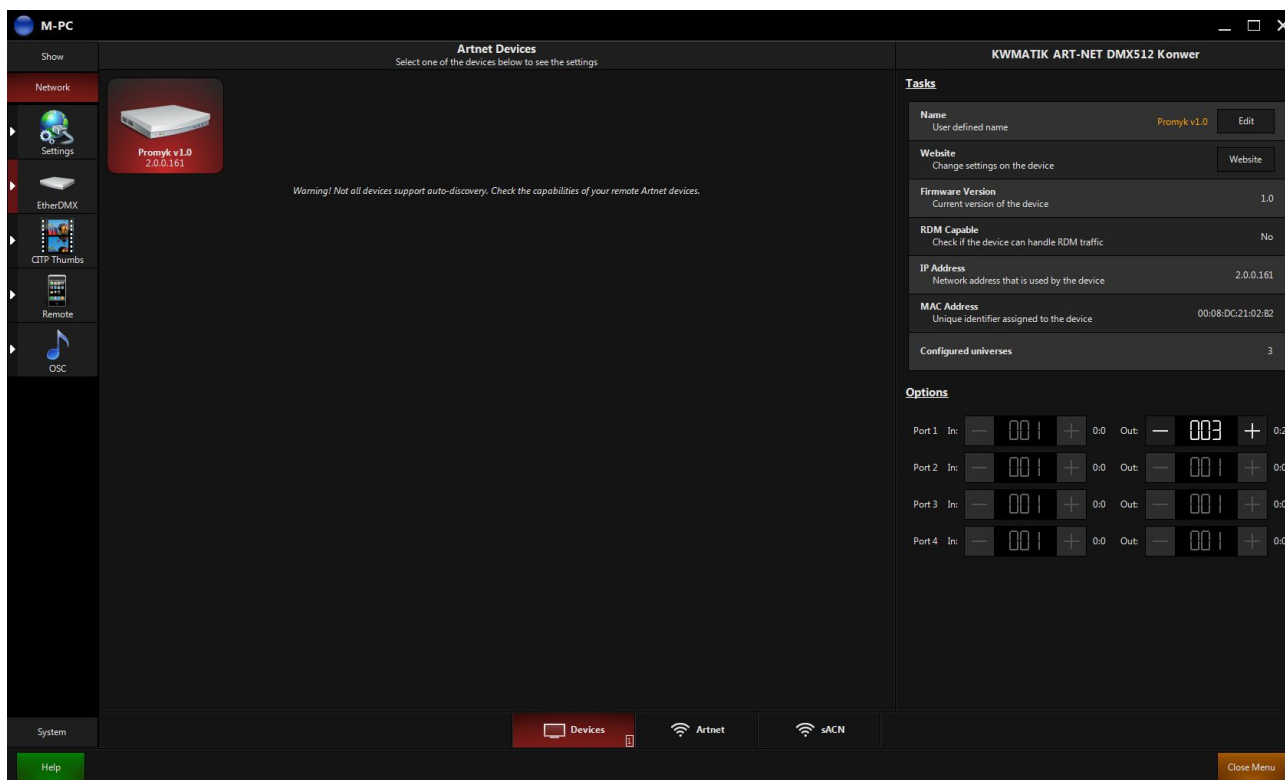 M-PC
Show
Network
Settings
EtherDMX
CITP Thumbs
Remote
OSC
System
Help
Artnet Devices
Select one of the devices below to see the settings
Promyk v1.0
2.0.0.161
Warning! Not all devices support auto-discovery. Check the capabilities of your remote Artnet devices.
Devices 1
Artnet
sACN
KWMATIK ART-NET DMX512 Konwer
Tasks
Name
User defined name
Promyk v1.0 Edit
Website
Change settings on the device
Website
Firmware Version
Current version of the device
1.0
RDM Capable
Check if the device can handle RDM traffic
No
IP Address
Network address that is used by the device
2.0.0.161
MAC Address
Unique identifier assigned to the device
00:08:DC:21:02:B2
Configured universes 3
Options
Port 1 In: — 001 + 0:0 Out: — 003 + 0:2
Port 2 In: — 001 + 0:0 Out: — 001 + 0:0
Port 3 In: — 001 + 0:0 Out: — 001 + 0:0
Port 4 In: — 001 + 0:0 Out: — 001 + 0:0
Close Menu